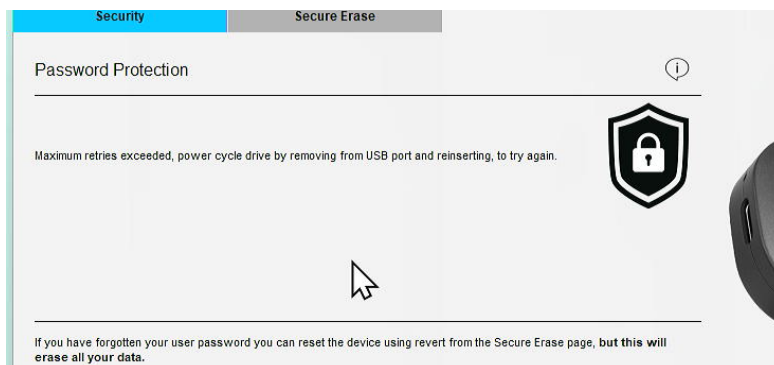 Security
Secure Erase
Password Protection
Maximum retries exceeded, power cycle drive by removing from USB port and reinserting, to try again.
If you have forgotten your user password you can reset the device using revert from the Secure Erase page, but this will
erase all your data.